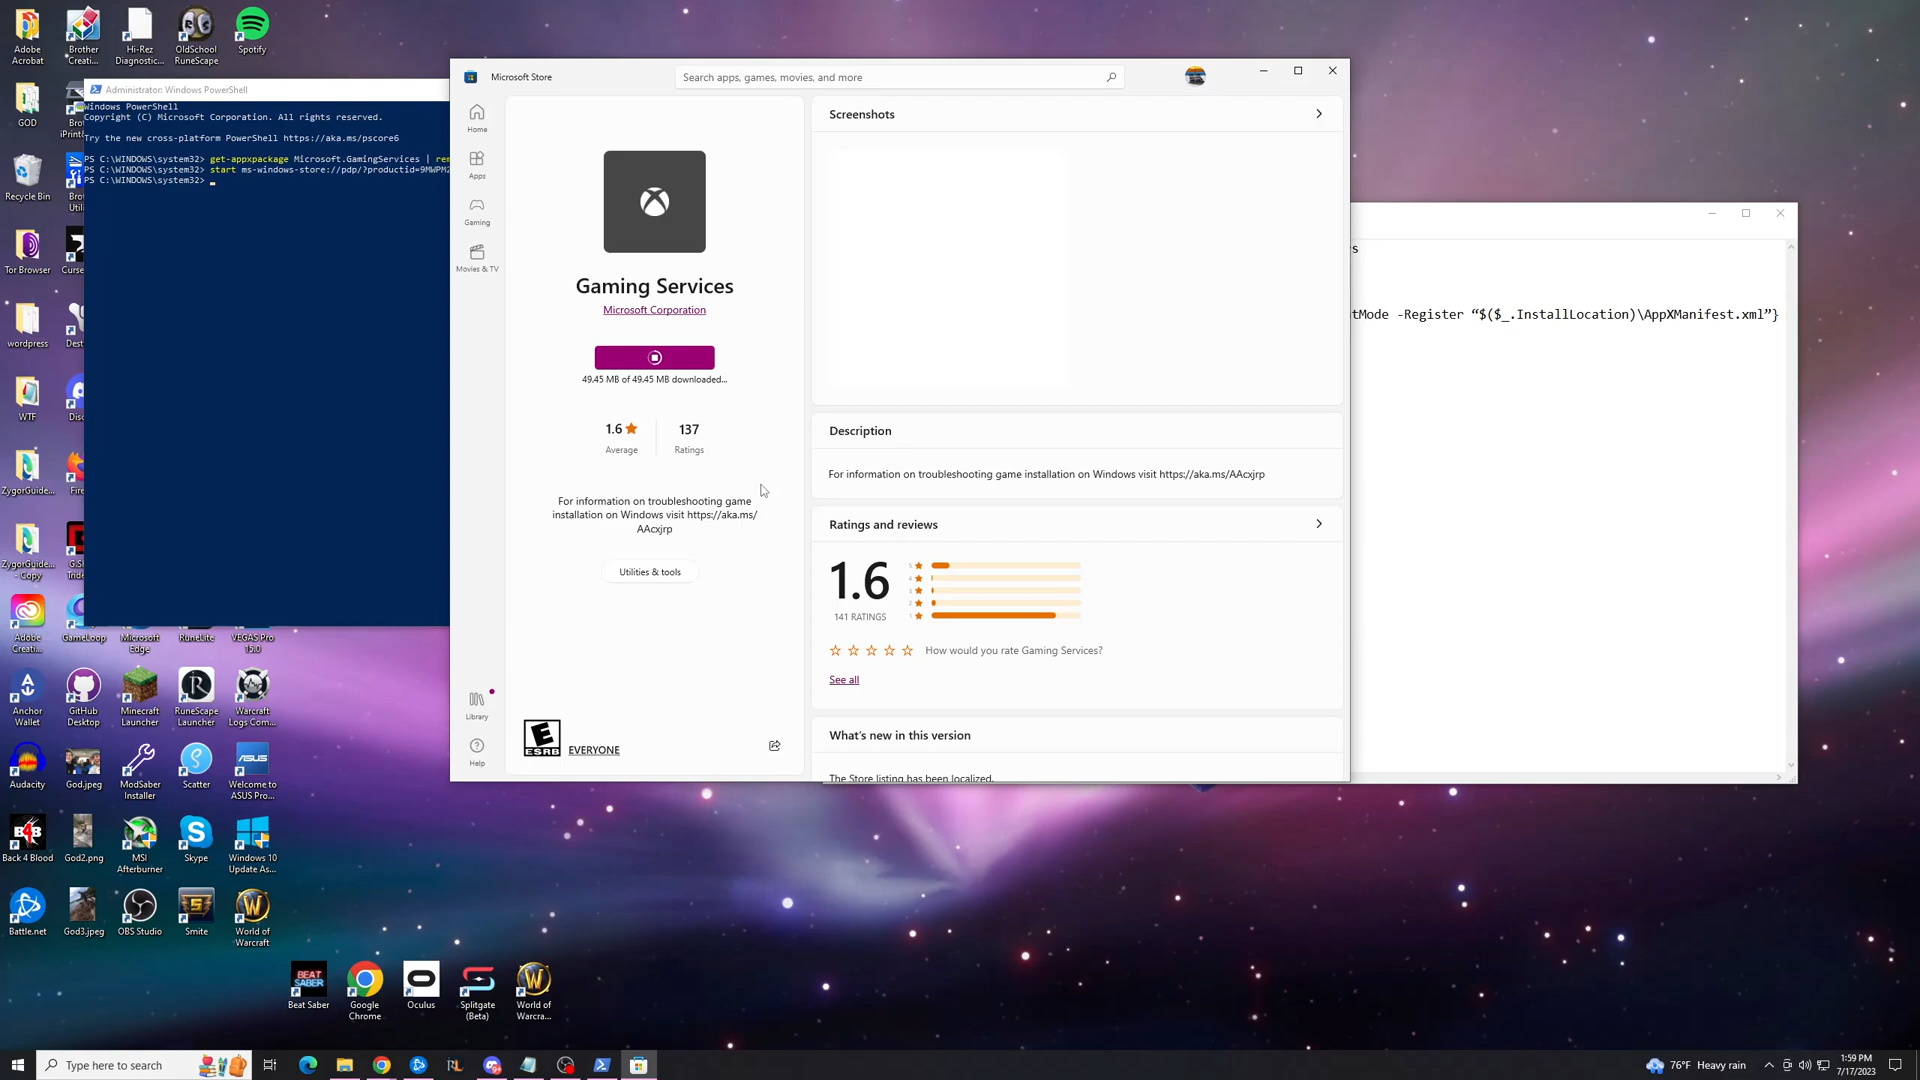 Adobe Acrobat
Brother Creati...
Hi-Rez Diagnostic...
OldSchool RuneScape
Spotify
GOD
Recycle Bin
Tor Browser
wordpress
WTF
ZygorGuide...
ZygorGuide... - Copy
Adobe Creati...
GameLoop
Microsoft Edge
RuneLite
VEGAS Pro 15.0
Anchor Wallet
GitHub Desktop
Minecraft Launcher
RuneScape Launcher
Warcraft Logs Com...
Audacity
God.jpeg
ModSaber Installer
Scatter
Welcome to ASUS Pro...
Back 4 Blood
God2.png
MSI Afterburner
Skype
Windows 10 Update As...
Battle.net
God3.jpeg
OBS Studio
Smite
World of Warcraft
Beat Saber
Google Chrome
Oculus
Splitgate (Beta)
World of Warcra...
Administrator: Windows PowerShell
Windows PowerShell
Copyright (C) Microsoft Corporation. All rights reserved.
Try the new cross-platform PowerShell https://aka.ms/pscore6
PS C:\WINDOWS\system32> get-appxpackage Microsoft.GamingServices | rem
PS C:\WINDOWS\system32> start ms-windows-store://pdp/?productid=9MWPM2
PS C:\WINDOWS\system32>
Microsoft Store
Search apps, games, movies, and more
Home
Apps
Gaming
Movies & TV
Library
Help
Gaming Services
Microsoft Corporation
49.45 MB of 49.45 MB downloaded...
1.6
Average
137
Ratings
For information on troubleshooting game
installation on Windows visit https://aka.ms/
AAcxjrp
Utilities & tools
E
ESRB
EVERYONE
Screenshots
Description
For information on troubleshooting game installation on Windows visit https://aka.ms/AAcxjrp
Ratings and reviews
1.6
141 RATINGS
5
4
3
2
1
How would you rate Gaming Services?
See all
What's new in this version
The Store listing has been localized.
s
tMode -Register “$($_.InstallLocation)\AppXManifest.xml”}
Type here to search
76°F Heavy rain
1:59 PM
7/17/2023